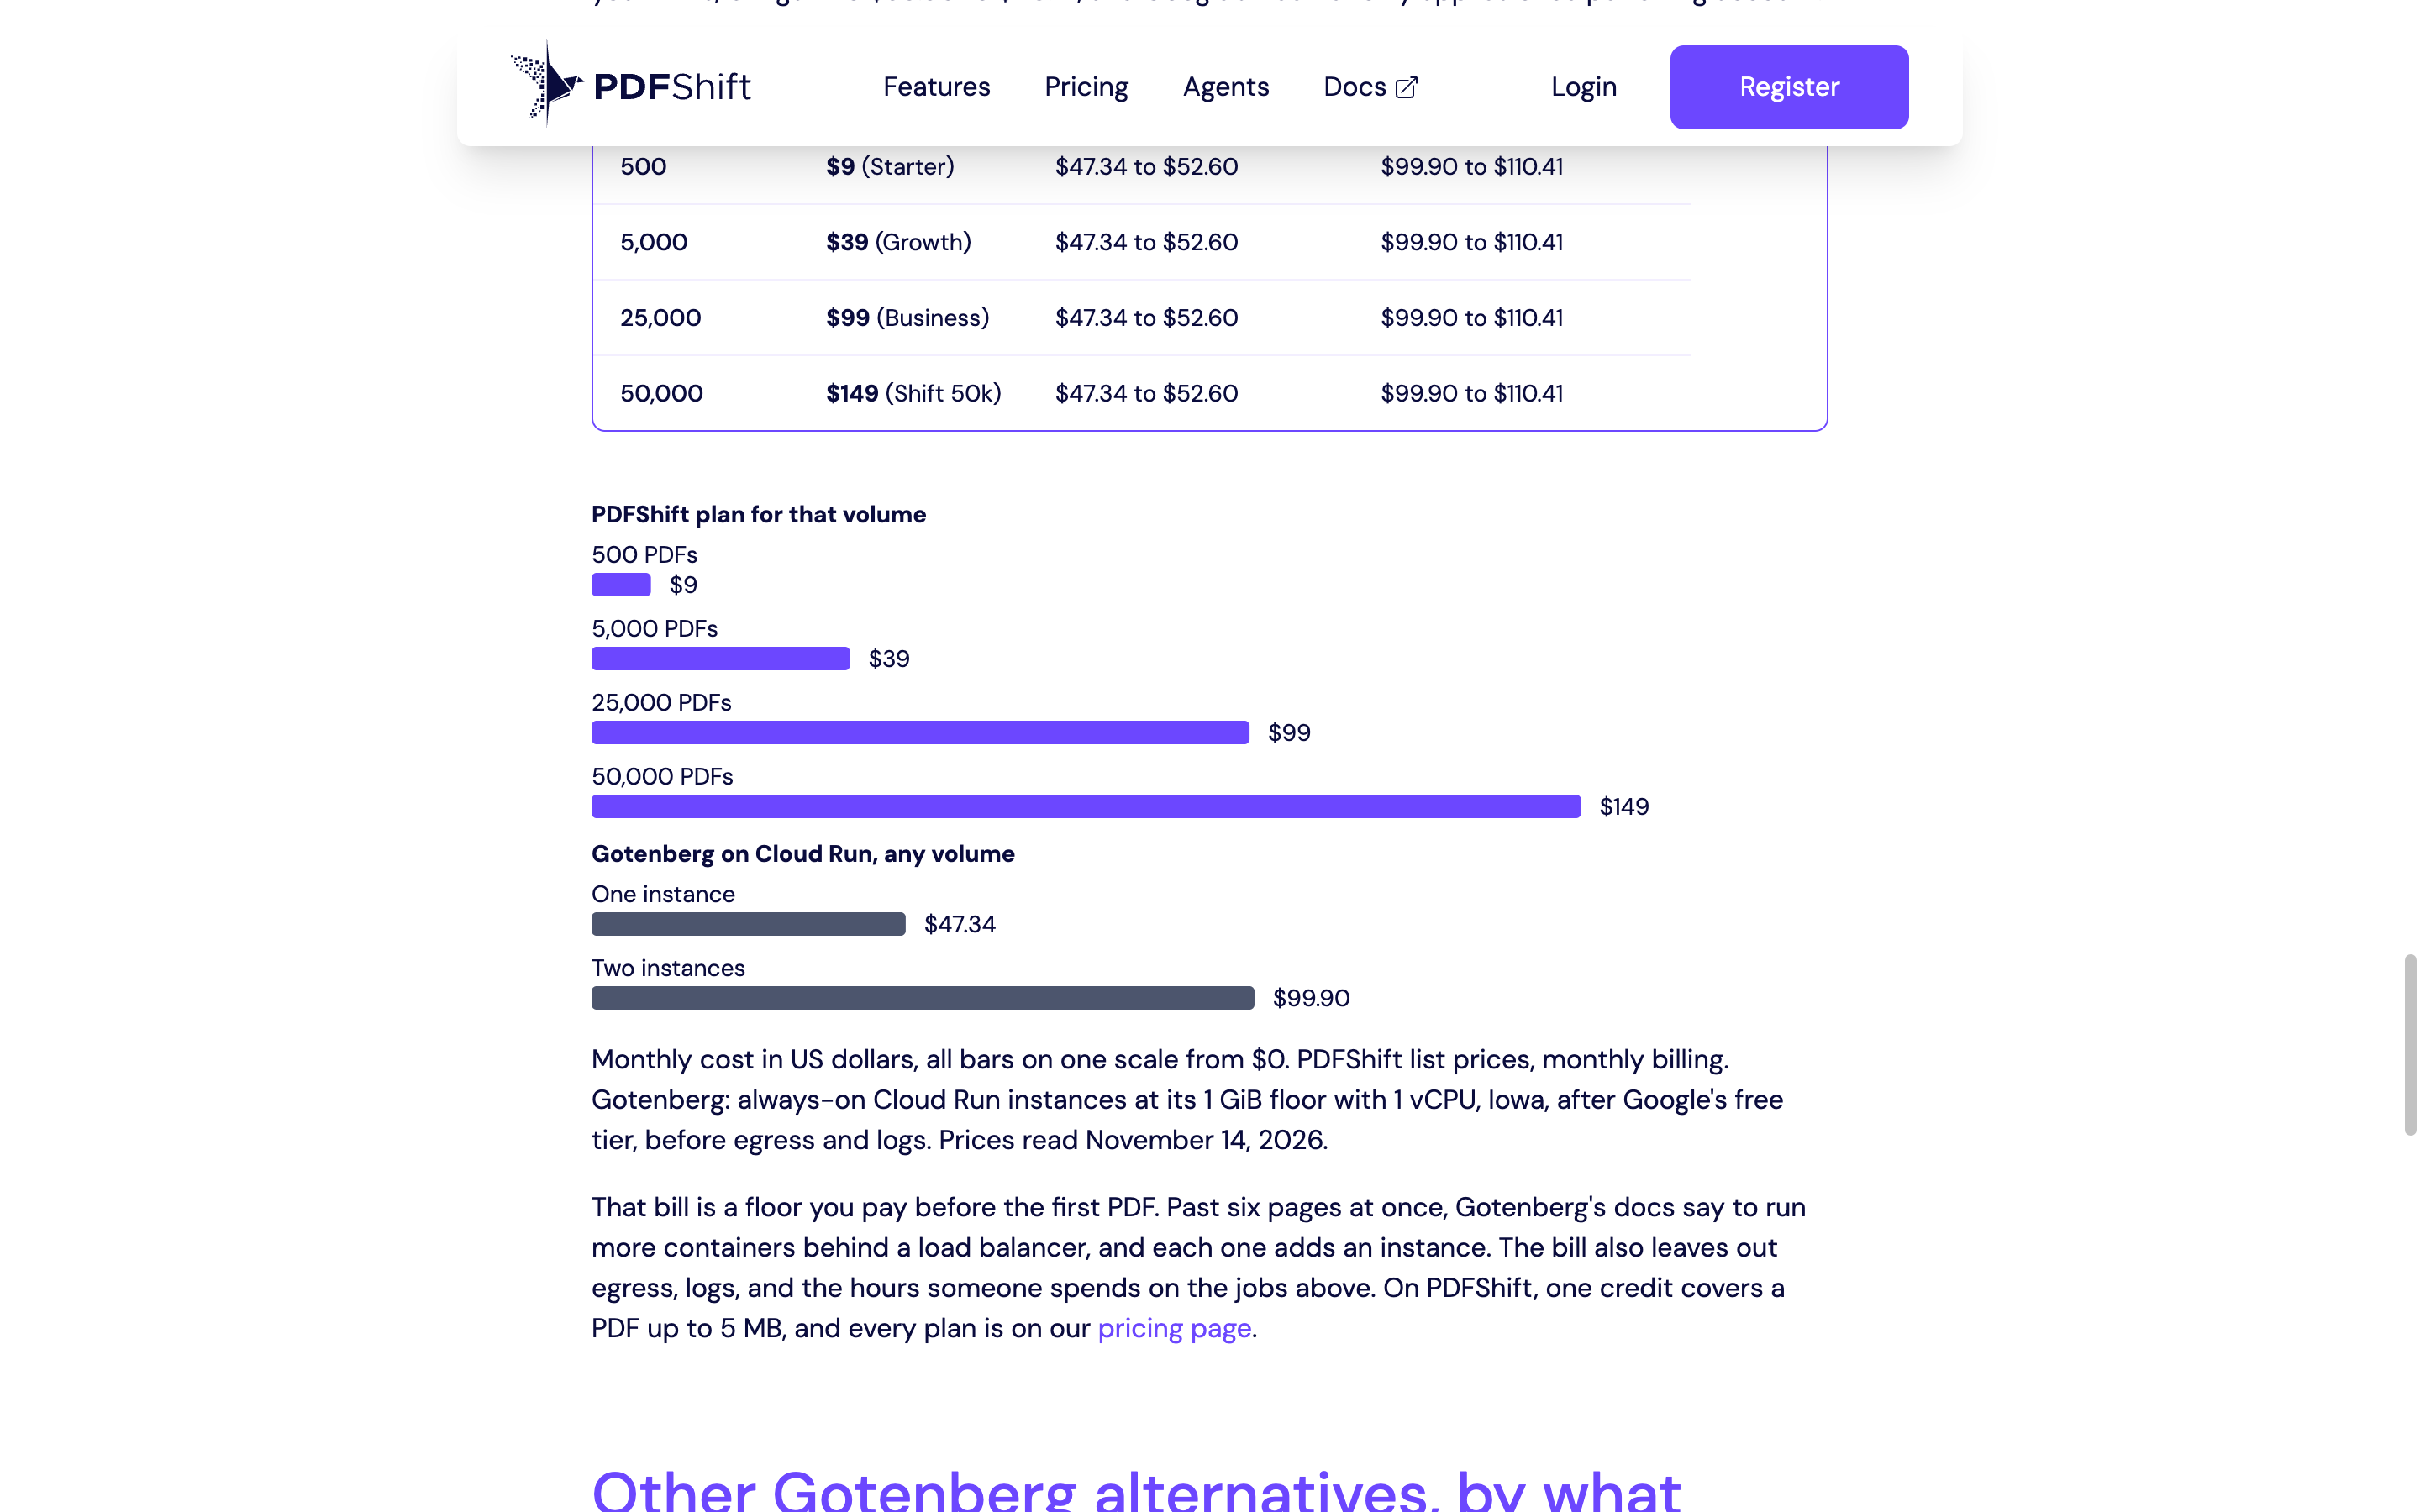 PDFShift
Features
Pricing
Agents
Docs
Login
Register
500 $9 (Starter) $47.34 to $52.60 $99.90 to $110.41
5,000 $39 (Growth) $47.34 to $52.60 $99.90 to $110.41
25,000 $99 (Business) $47.34 to $52.60 $99.90 to $110.41
50,000 $149 (Shift 50k) $47.34 to $52.60 $99.90 to $110.41
PDFShift plan for that volume
500 PDFs
$9
5,000 PDFs
$39
25,000 PDFs
$99
50,000 PDFs
$149
Gotenberg on Cloud Run, any volume
One instance
$47.34
Two instances
$99.90
Monthly cost in US dollars, all bars on one scale from $0. PDFShift list prices, monthly billing.
Gotenberg: always-on Cloud Run instances at its 1 GiB floor with 1 vCPU, Iowa, after Google's free
tier, before egress and logs. Prices read November 14, 2026.
That bill is a floor you pay before the first PDF. Past six pages at once, Gotenberg's docs say to run
more containers behind a load balancer, and each one adds an instance. The bill also leaves out
egress, logs, and the hours someone spends on the jobs above. On PDFShift, one credit covers a
PDF up to 5 MB, and every plan is on our pricing page.
Other Gotenberg alternatives, by what